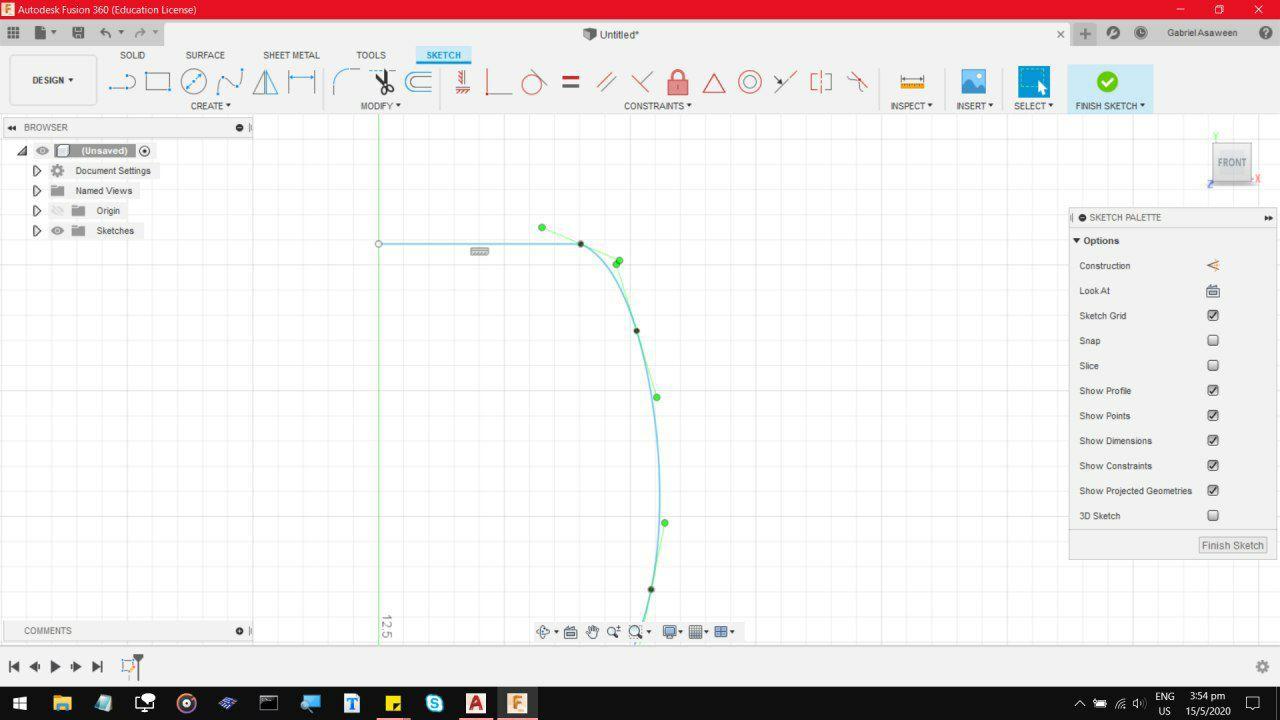 Autodesk Fusion 360 (Education License)
Untitled*
Gabriel Asaween
SOLID SURFACE SHEET METAL TOOLS SKETCH
DESIGN
CREATE MODIFY CONSTRAINTS INSPECT INSERT SELECT FINISH SKETCH
BROWSER
(Unsaved)
Document Settings
Named Views
Origin
Sketches
Y
FRONT
Z
X
SKETCH PALETTE
Options
Construction
Look At
Sketch Grid
Snap
Slice
Show Profile
Show Points
Show Dimensions
Show Constraints
Show Projected Geometries
3D Sketch
Finish Sketch
12.5
COMMENTS
ENG
US
3:54 pm
15/5/2020